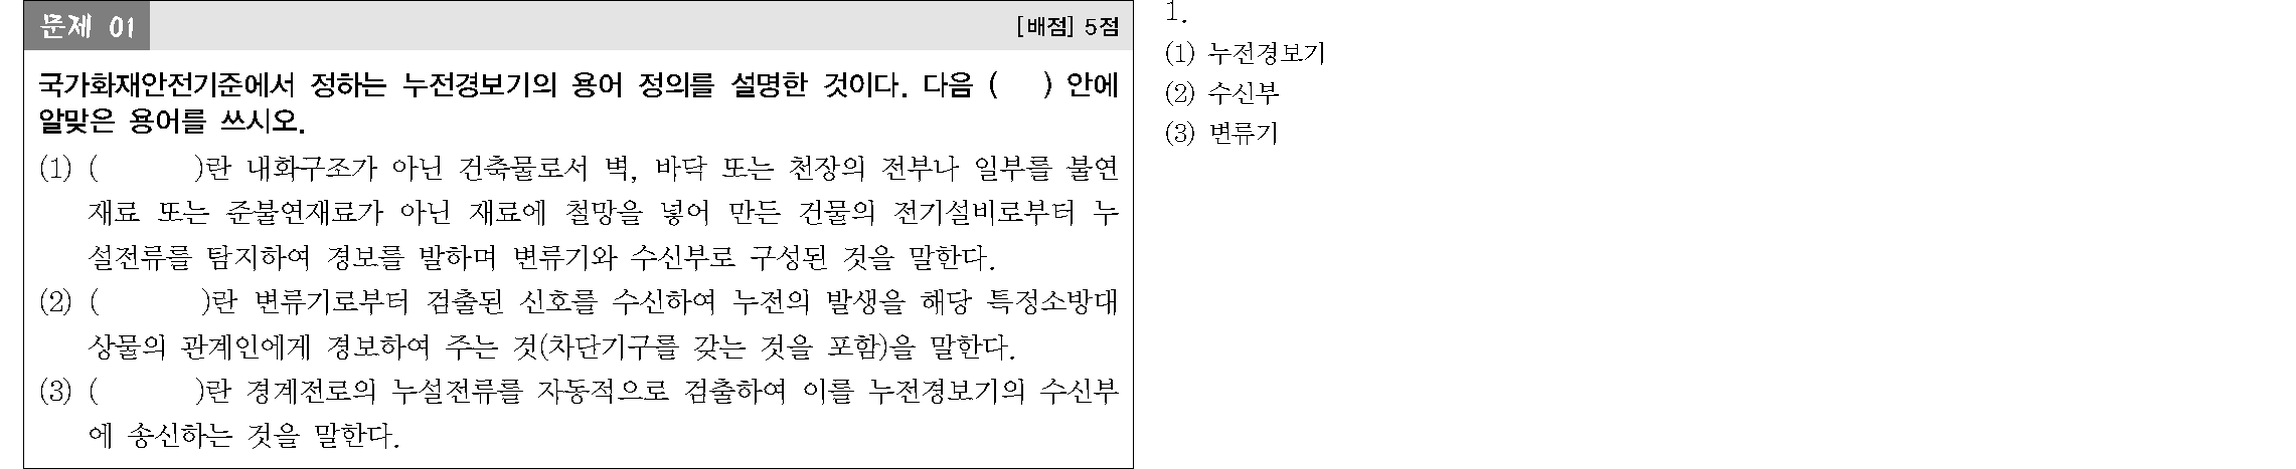 문제 01
[배점] 5점
국가화재안전기준에서 정하는 누전경보기의 용어 정의를 설명한 것이다. 다음 ( ) 안에
알맞은 용어를 쓰시오.
(1) ( )란 내화구조가 아닌 건축물로서 벽, 바닥 또는 천장의 전부나 일부를 불연
재료 또는 준불연재료가 아닌 재료에 철망을 넣어 만든 건물의 전기설비로부터 누
설전류를 탐지하여 경보를 발하며 변류기와 수신부로 구성된 것을 말한다.
(2) ( )란 변류기로부터 검출된 신호를 수신하여 누전의 발생을 해당 특정소방대
상물의 관계인에게 경보하여 주는 것(차단기구를 갖는 것을 포함)을 말한다.
(3) ( )란 경계전로의 누설전류를 자동적으로 검출하여 이를 누전경보기의 수신부
에 송신하는 것을 말한다.
1.
(1) 누전경보기
(2) 수신부
(3) 변류기